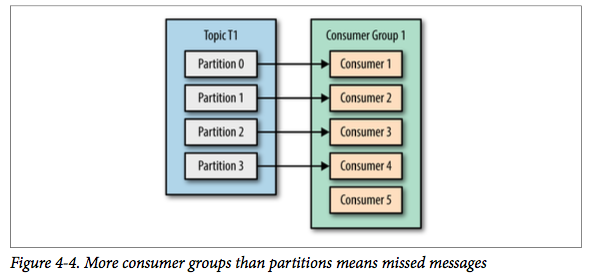 Topic T1
Partition 0
Partition 1
Partition 2
Partition 3
Consumer Group 1
Consumer 1
Consumer 2
Consumer 3
Consumer 4
Consumer 5
Figure 4-4. More consumer groups than partitions means missed messages